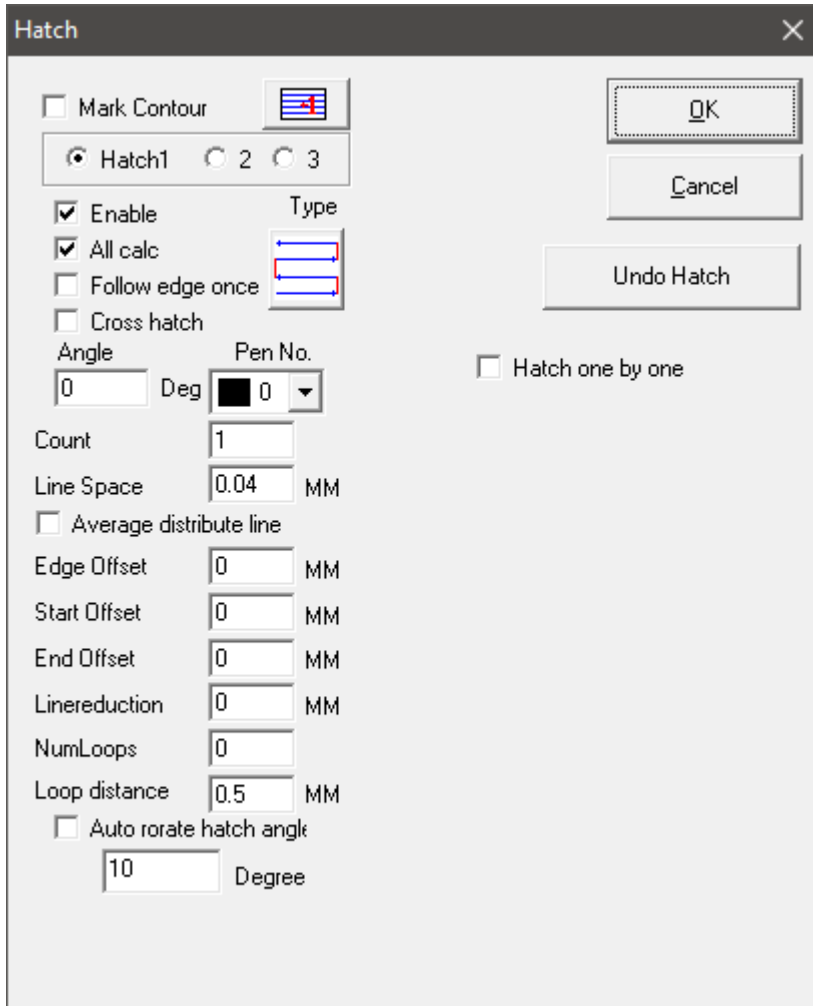 Hatch
Mark Contour
OK
Hatch1 2 3
Cancel
Enable
Type
All calc
Follow edge once
Undo Hatch
Cross hatch
Angle Pen No.
0 Deg 0
Hatch one by one
Count 1
Line Space 0.04 MM
Average distribute line
Edge Offset 0 MM
Start Offset 0 MM
End Offset 0 MM
Linereduction 0 MM
NumLoops 0
Loop distance 0.5 MM
Auto rorate hatch angle
10 Degree